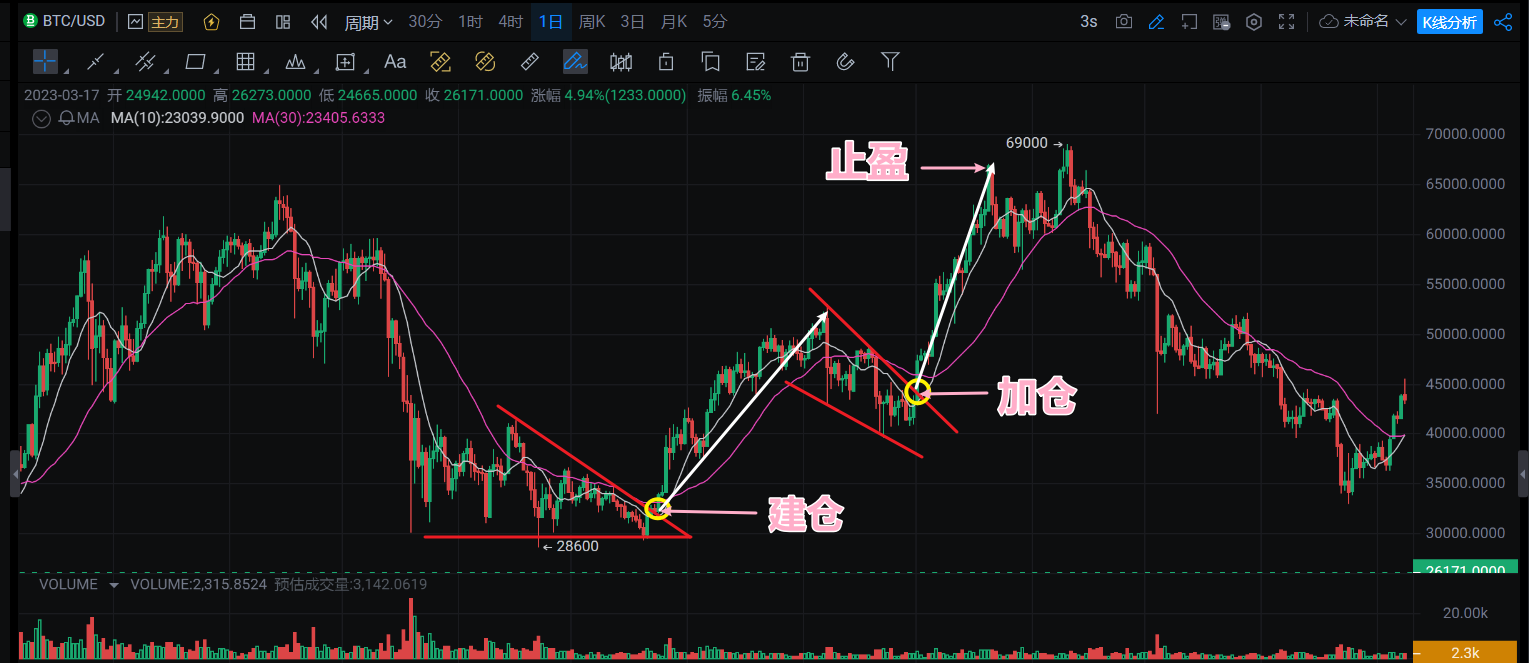 BTC/USD 主力 周期 30分 1时 4时 1日 周K 3日 月K 5分 3s 未命名 K线分析
Aa
2023-03-17 开 24942.0000 高 26273.0000 低 24665.0000 收 26171.0000 涨幅 4.94%(1233.0000) 振幅 6.45%
MA MA(10):23039.9000 MA(30):23405.6333
70000.0000
69000
止盈
65000.0000
60000.0000
55000.0000
50000.0000
45000.0000
加仓
40000.0000
35000.0000
建仓
30000.0000
28600
26171.0000
VOLUME VOLUME:2,315.8524 预估成交量:3,142.0619
20.00k
2.3k